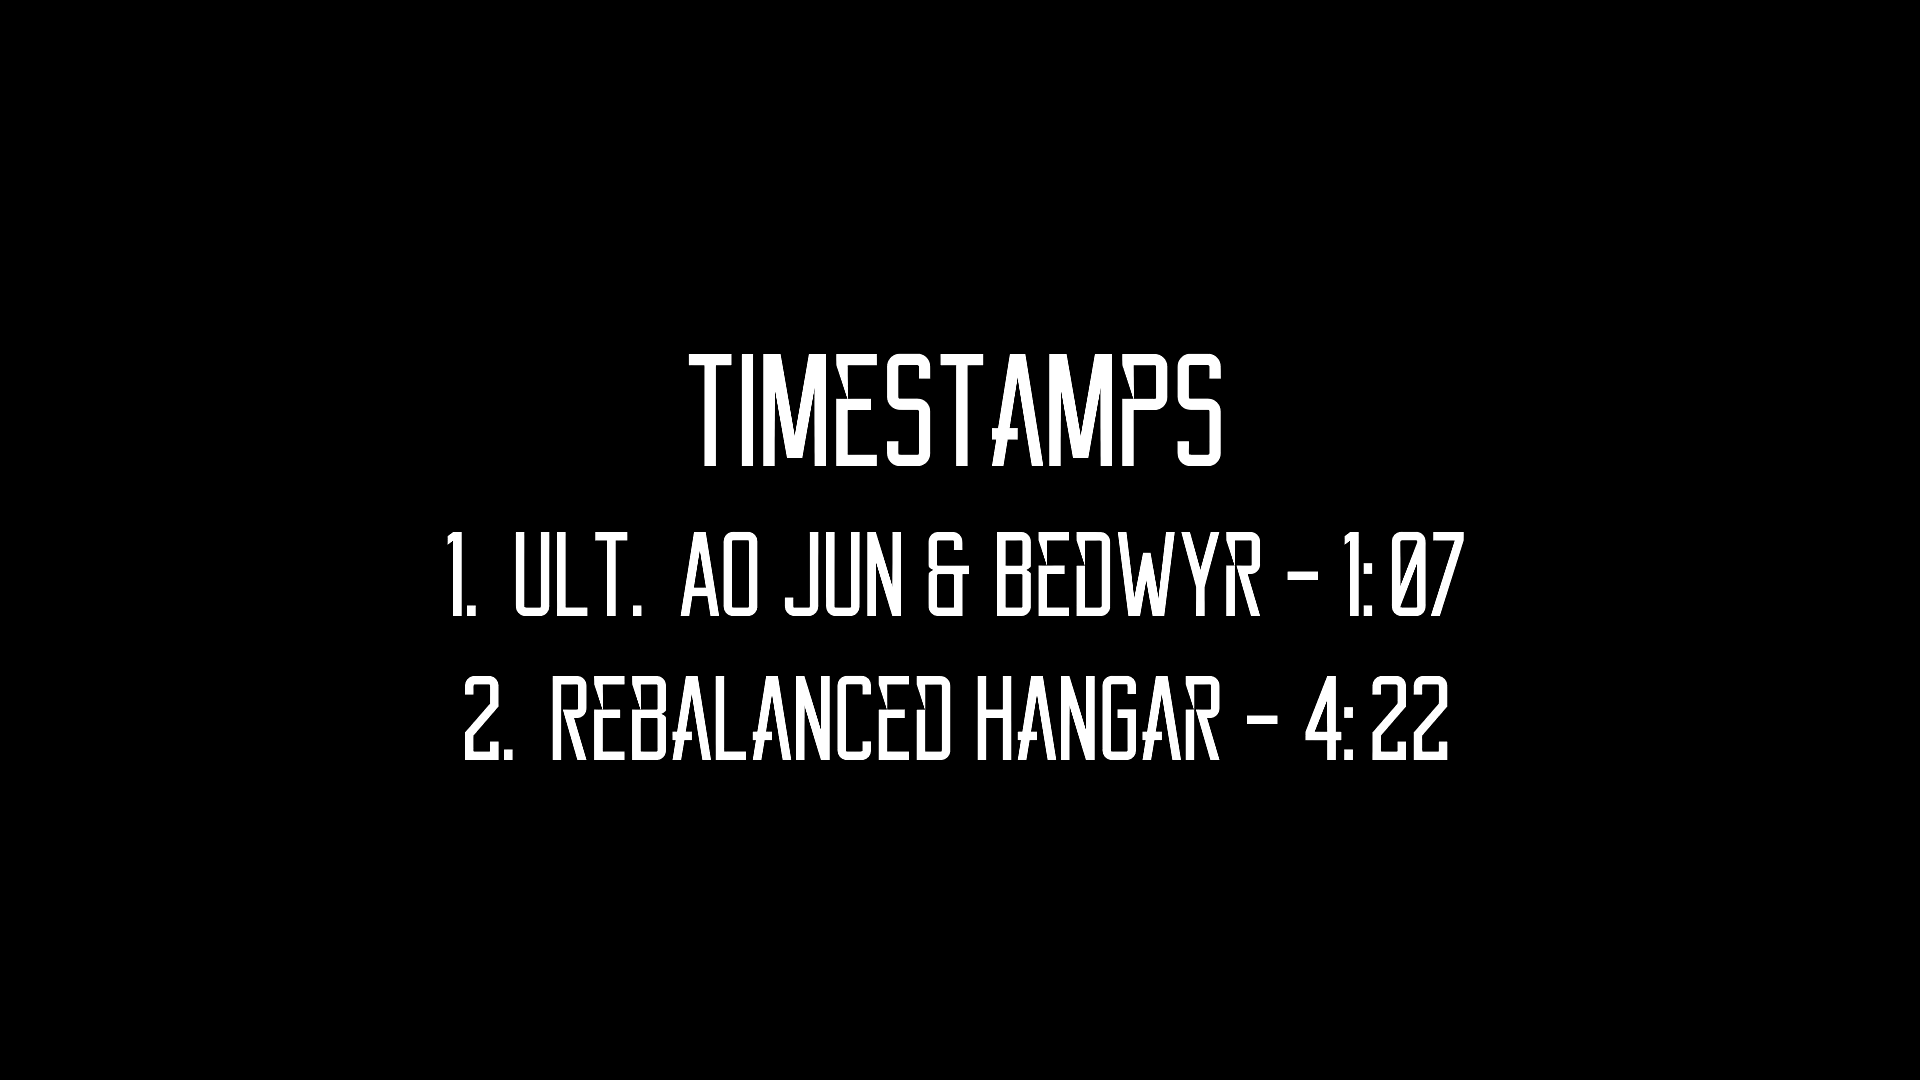 TIMESTAMPS
1. ULT. AO JUN & BEDWYR - 1:07
2. REBALANCED HANGAR - 4:22